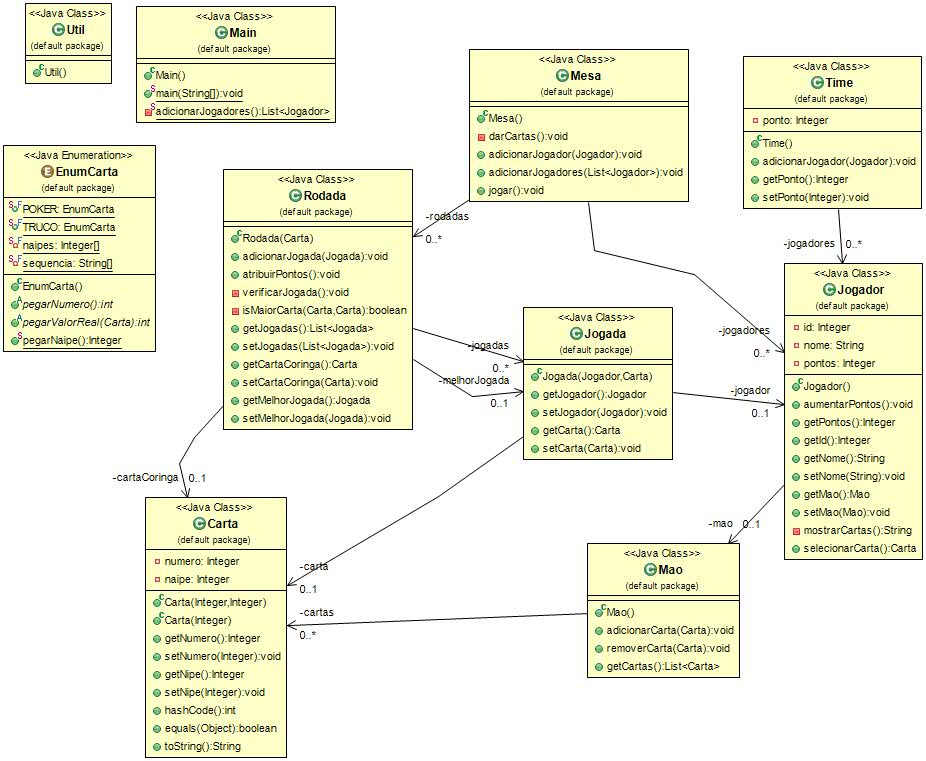 <<Java Class>>
Util
(default package)
Util()
<<Java Class>>
Main
(default package)
Main()
main(String[]):void
adicionarJogadores():List<Jogador>
<<Java Class>>
Mesa
(default package)
Mesa()
darCartas():void
adicionarJogador(Jogador):void
adicionarJogadores(List<Jogador>):void
jogar():void
<<Java Class>>
Time
(default package)
ponto: Integer
Time()
adicionarJogador(Jogador):void
getPonto():Integer
setPonto(Integer):void
<<Java Enumeration>>
EnumCarta
(default package)
POKER: EnumCarta
TRUCO: EnumCarta
naipes: Integer[]
sequencia: String[]
EnumCarta()
pegarNumero():int
pegarValorReal(Carta):int
pegarNaipe():Integer
<<Java Class>>
Rodada
(default package)
Rodada(Carta)
adicionarJogada(Jogada):void
atribuirPontos():void
verificarJogada():void
isMaiorCarta(Carta,Carta):boolean
getJogadas():List<Jogada>
setJogadas(List<Jogada>):void
getCartaCoringa():Carta
setCartaCoringa(Carta):void
getMelhorJogada():Jogada
setMelhorJogada(Jogada):void
-rodadas
0..*
-jogadores
0..*
-jogadores
0..*
<<Java Class>>
Jogador
(default package)
id: Integer
nome: String
pontos: Integer
Jogador()
aumentarPontos():void
getPontos():Integer
getId():Integer
getNome():String
setNome(String):void
getMao():Mao
setMao(Mao):void
mostrarCartas():String
selecionarCarta():Carta
<<Java Class>>
Jogada
(default package)
Jogada(Jogador,Carta)
getJogador():Jogador
setJogador(Jogador):void
getCarta():Carta
setCarta(Carta):void
-jogadas
0..*
-melhorJogada
0..1
-jogador
0..1
-cartaCoringa
0..1
<<Java Class>>
Carta
(default package)
numero: Integer
naipe: Integer
Carta(Integer,Integer)
Carta(Integer)
getNumero():Integer
setNumero(Integer):void
getNipe():Integer
setNipe(Integer):void
hashCode():int
equals(Object):boolean
toString():String
-carta
0..1
-cartas
0..*
-mao
0..1
<<Java Class>>
Mao
(default package)
Mao()
adicionarCarta(Carta):void
removerCarta(Carta):void
getCartas():List<Carta>